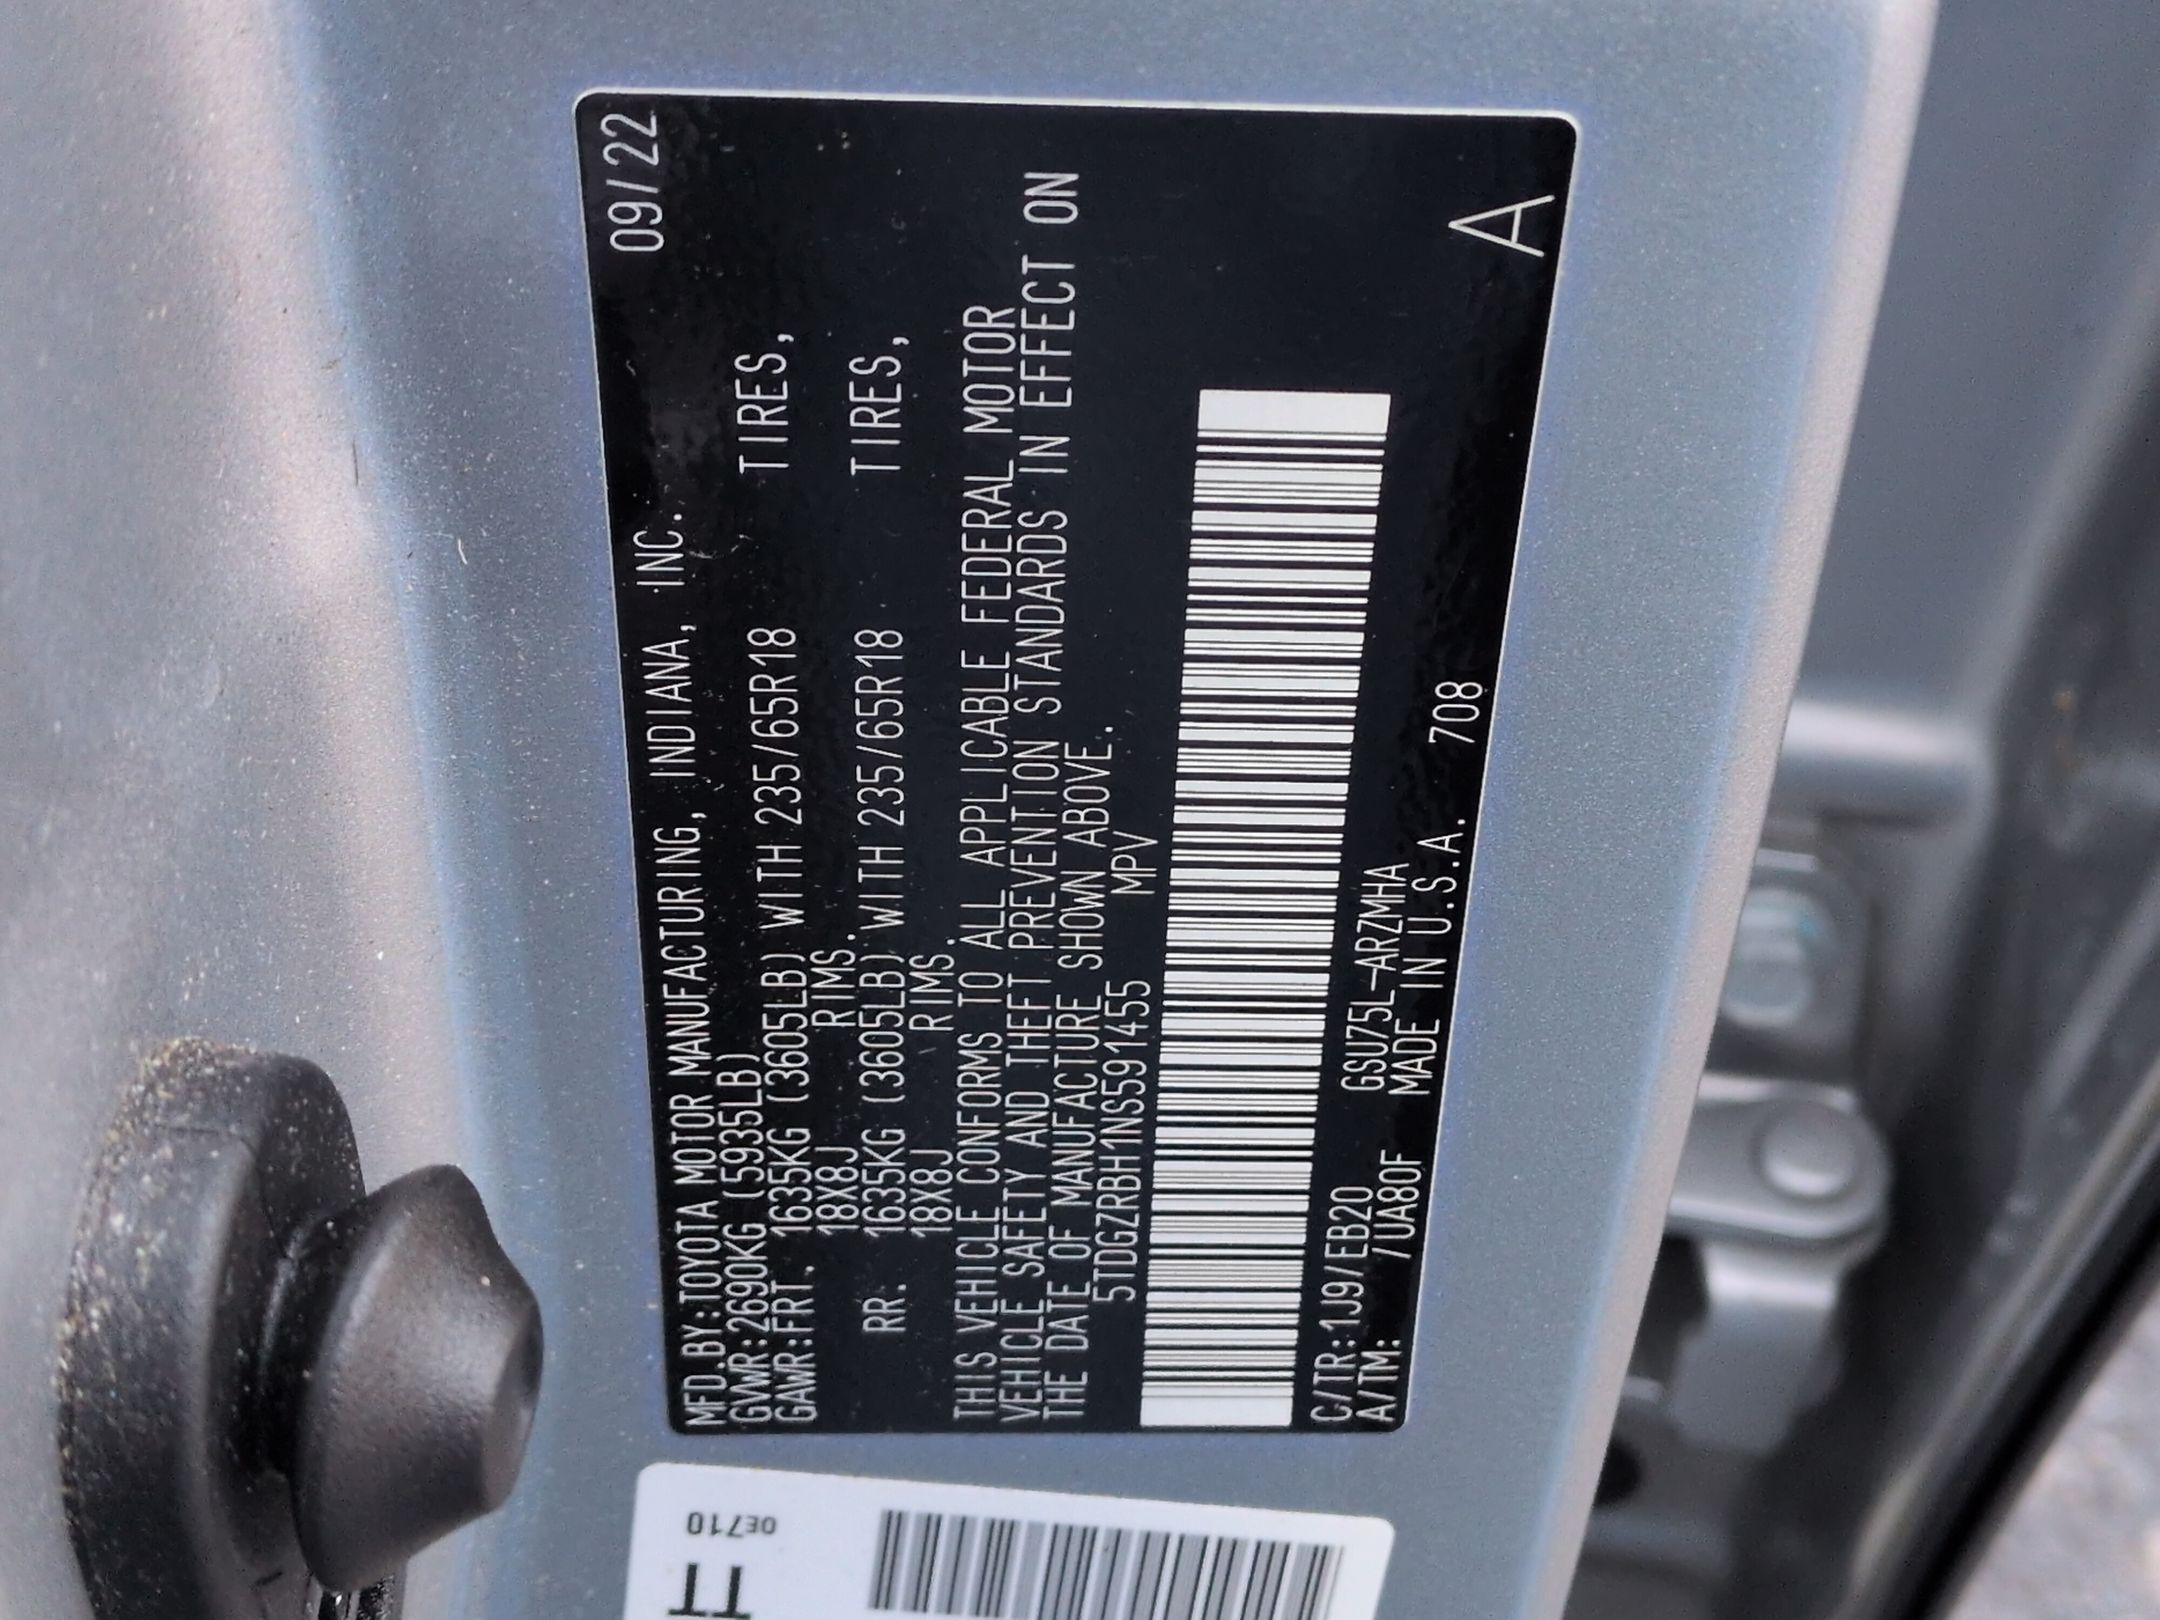 09/22
MFD.BY:TOYOTA MOTOR MANUFACTURING, INDIANA, INC.
GVWR:2690KG (5935LB)
GAWR:FRT. 1635KG (3605LB) WITH 235/65R18 TIRES,
18X8J RIMS.
RR. 1635KG (3605LB) WITH 235/65R18 TIRES,
18X8J RIMS.
THIS VEHICLE CONFORMS TO ALL APPLICABLE FEDERAL MOTOR
VEHICLE SAFETY AND THEFT PREVENTION STANDARDS IN EFFECT ON
THE DATE OF MANUFACTURE SHOWN ABOVE.
5TDGZRBH1NS591455 MPV
C/TR:1J9/EB20 GSU75L-ARZMHA
A/TM: /UA80F MADE IN U.S.A. 708
A
0E710
TT